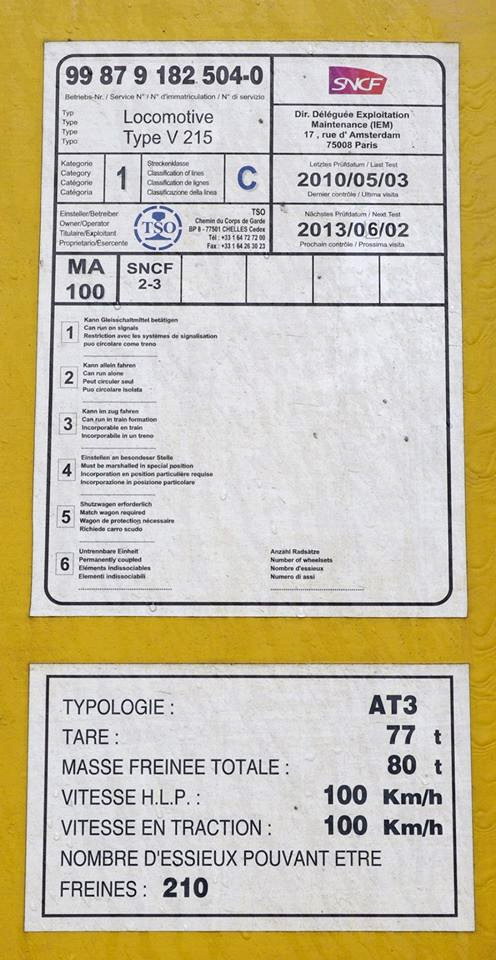 99 87 9 182 504-0
Betriebs-Nr. / Service N° / N° d'immatriculation / N° di servizio
SNCF
Typ
Type
Type
Typo
Locomotive
Type V 215
Dir. Déléguée Exploitation
Maintenance (IEM)
17 , rue d' Amsterdam
75008 Paris
Kategorie
Category
Catégorie
Catégoria
1
Streckenklasse
Classification of lines
Classification de lignes
Classificazione della linea
C
Letztes Prüfdatum / Last Test
2010/05/03
Dernier contrôle / Ultima visita
Einsteller/Betreiber
Owner/Operator
Titulaire/Exploitant
Proprietario/Esercente
TSO
TSO
Chemin du Corps de Garde
BP 8 - 77501 CHELLES Cedex
Tél : +33 1 64 72 72 00
Fax : +33 1 64 26 30 23
Nächstes Prüfdatum / Next Test
2013/06/02
Prochain contrôle / Prossima visita
MA
100
SNCF
2-3
1
Kann Gleisschaltmittel betätigen
Can run on signals
Restriction avec les systèmes de signalisation
puo circolare come treno
2
Kann allein fahren
Can run alone
Peut circuler seul
Puo circolare isolata
3
Kann im zug fahren
Can run in train formation
Incorporable en train
Incorporabile in un treno
4
Einstellen an besondeser Stelle
Must be marshalled in special position
Incorporation en position particulière requise
Incorporazione in posizione particolare
5
Shutzwagen erforderlich
Match wagon required
Wagon de protection nécessaire
Richiede carro scudo
6
Untrennbare Einheit
Permanently coupled
Eléments indissociables
Elementi indissociabili
Anzahl Radsätze
Number of wheelsets
Nombre d'essieux
Numero di assi
TYPOLOGIE : AT3
TARE : 77 t
MASSE FREINEE TOTALE : 80 t
VITESSE H.L.P. : 100 Km/h
VITESSE EN TRACTION : 100 Km/h
NOMBRE D'ESSIEUX POUVANT ETRE
FREINES : 210